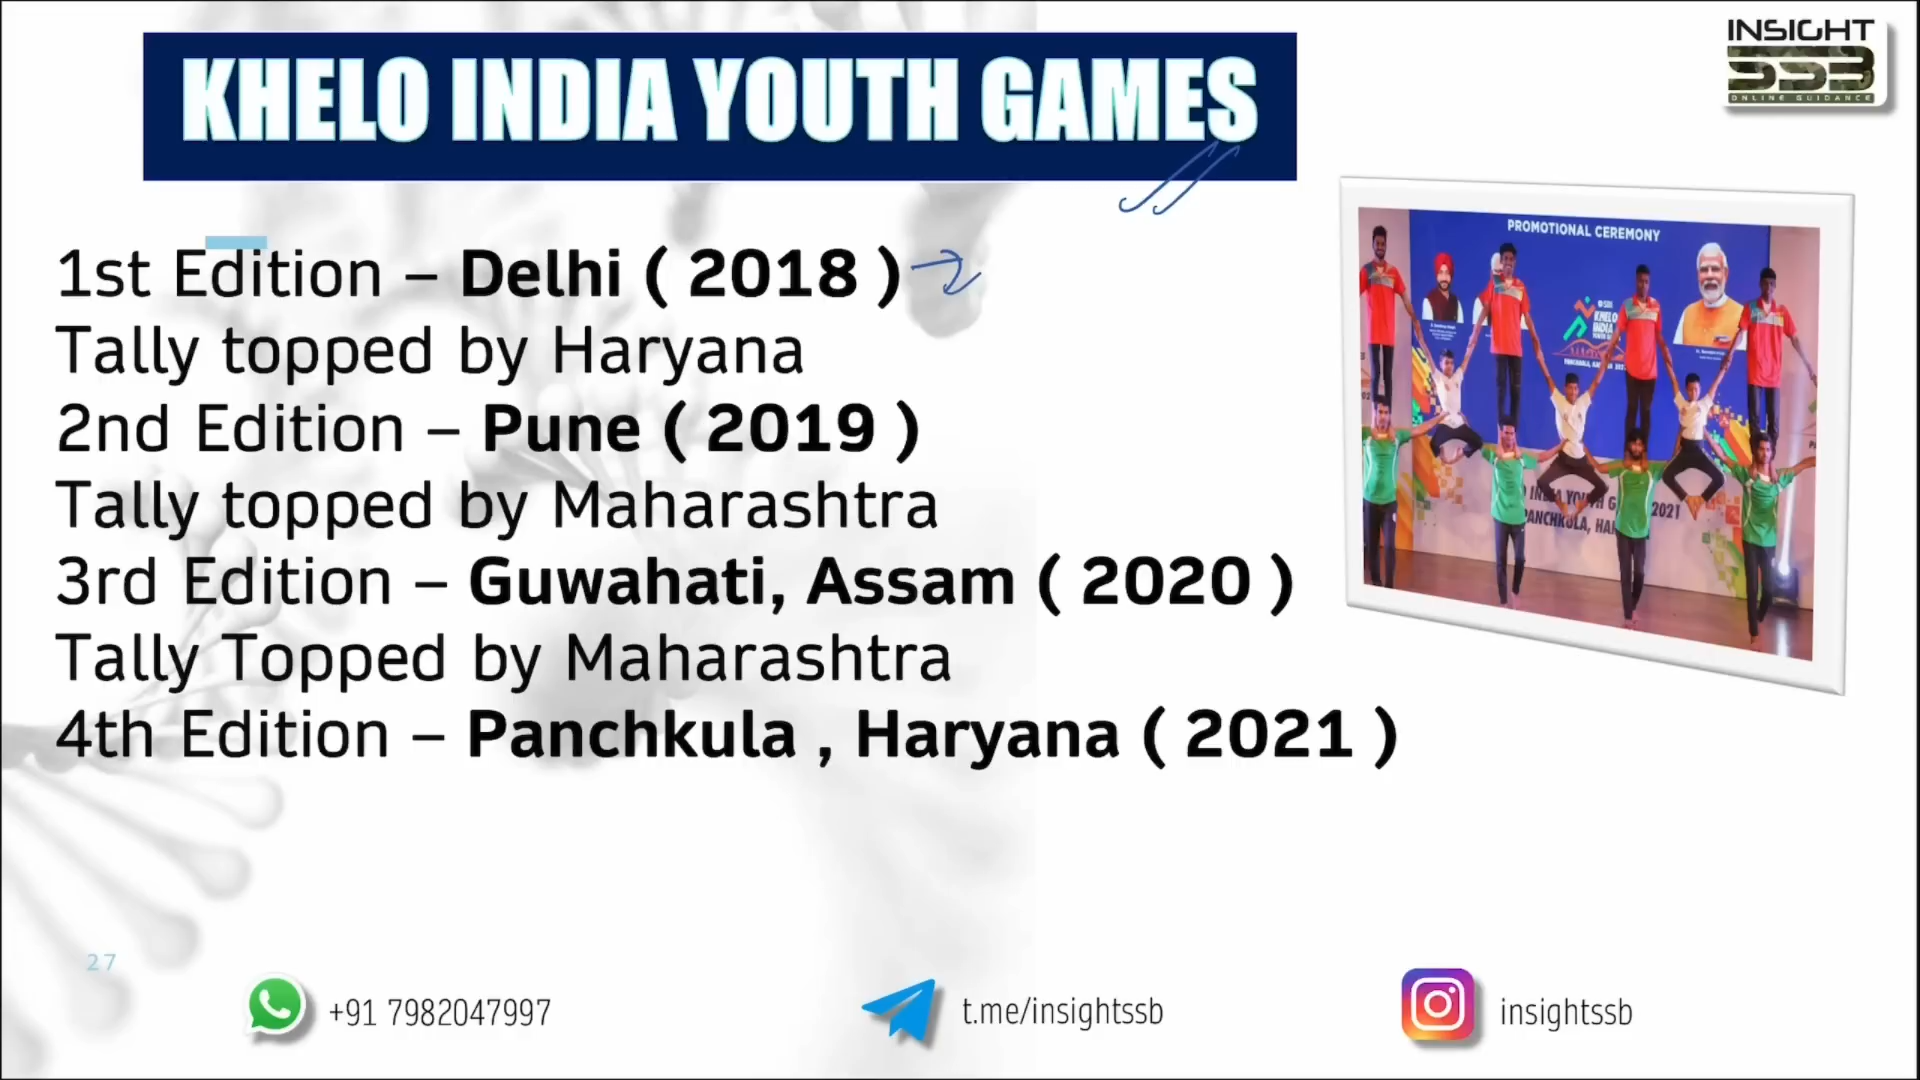 KHELO INDIA YOUTH GAMES
INSIGHT
SSB
ONLINE GUIDANCE
1st Edition – Delhi ( 2018 )
Tally topped by Haryana
2nd Edition – Pune ( 2019 )
Tally topped by Maharashtra
3rd Edition – Guwahati, Assam ( 2020 )
Tally Topped by Maharashtra
4th Edition – Panchkula , Haryana ( 2021 )
PROMOTIONAL CEREMONY
KHELO
INDIA
2021
27
+91 7982047997
t.me/insightssb
insightssb